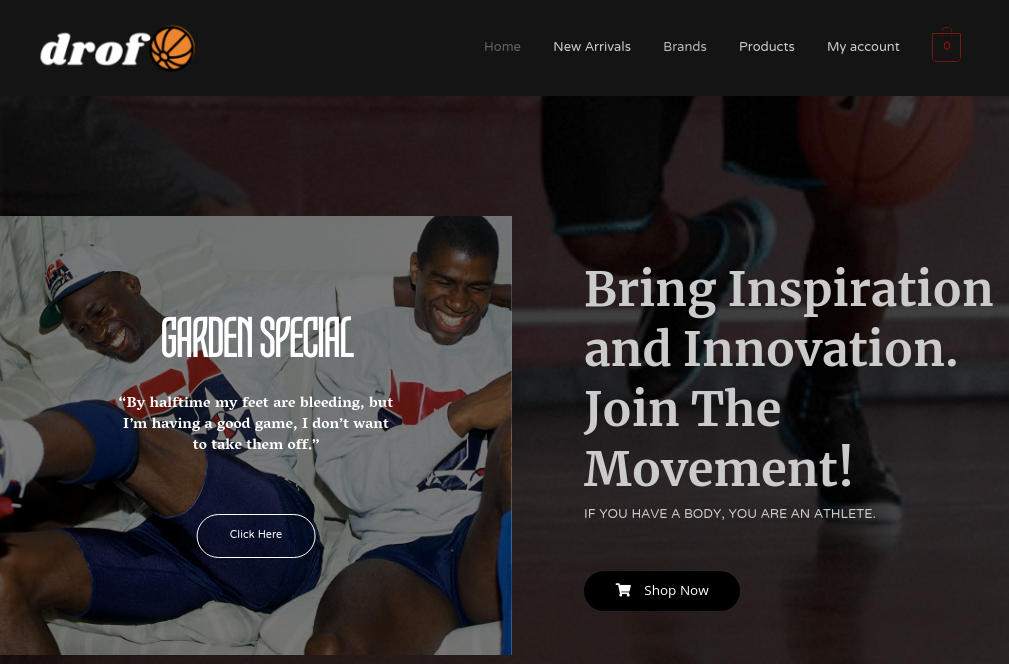 drof
Home
New Arrivals
Brands
Products
My account
0
GARDEN SPECIAL
“By halftime my feet are bleeding, but
I’m having a good game, I don’t want
to take them off.”
Click Here
Bring Inspiration
and Innovation.
Join The
Movement!
IF YOU HAVE A BODY, YOU ARE AN ATHLETE.
Shop Now